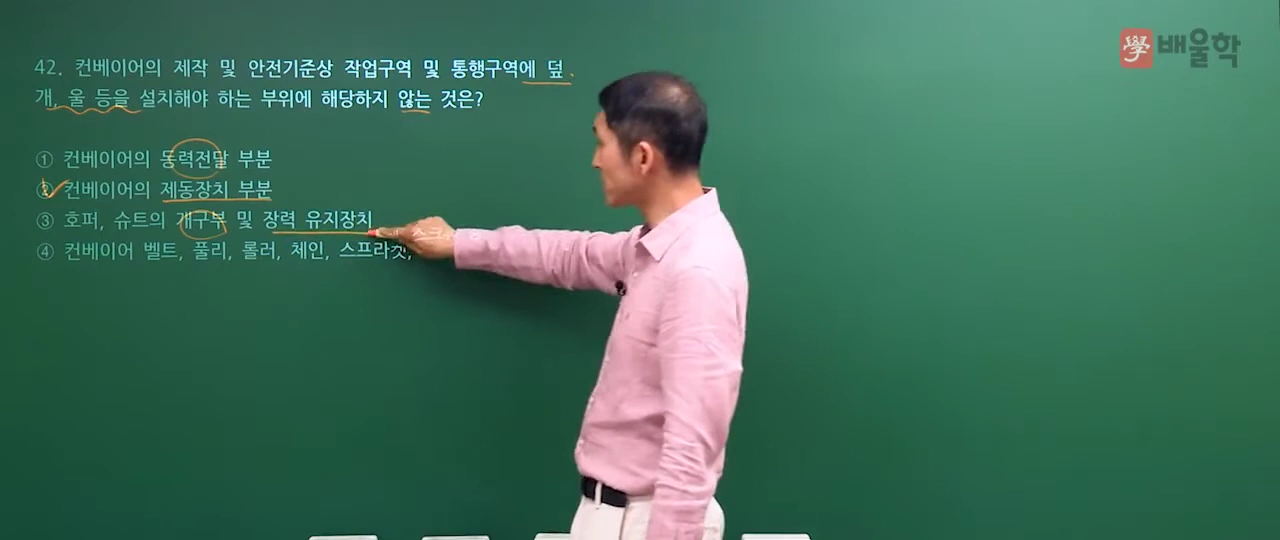 學 배울학
42. 컨베이어의 제작 및 안전기준상 작업구역 및 통행구역에 덮
개, 울 등을 설치해야 하는 부위에 해당하지 않는 것은?
① 컨베이어의 동력전달 부분
② 컨베이어의 제동장치 부분
③ 호퍼, 슈트의 개구부 및 장력 유지장치
④ 컨베이어 벨트, 풀리, 롤러, 체인, 스프라켓,